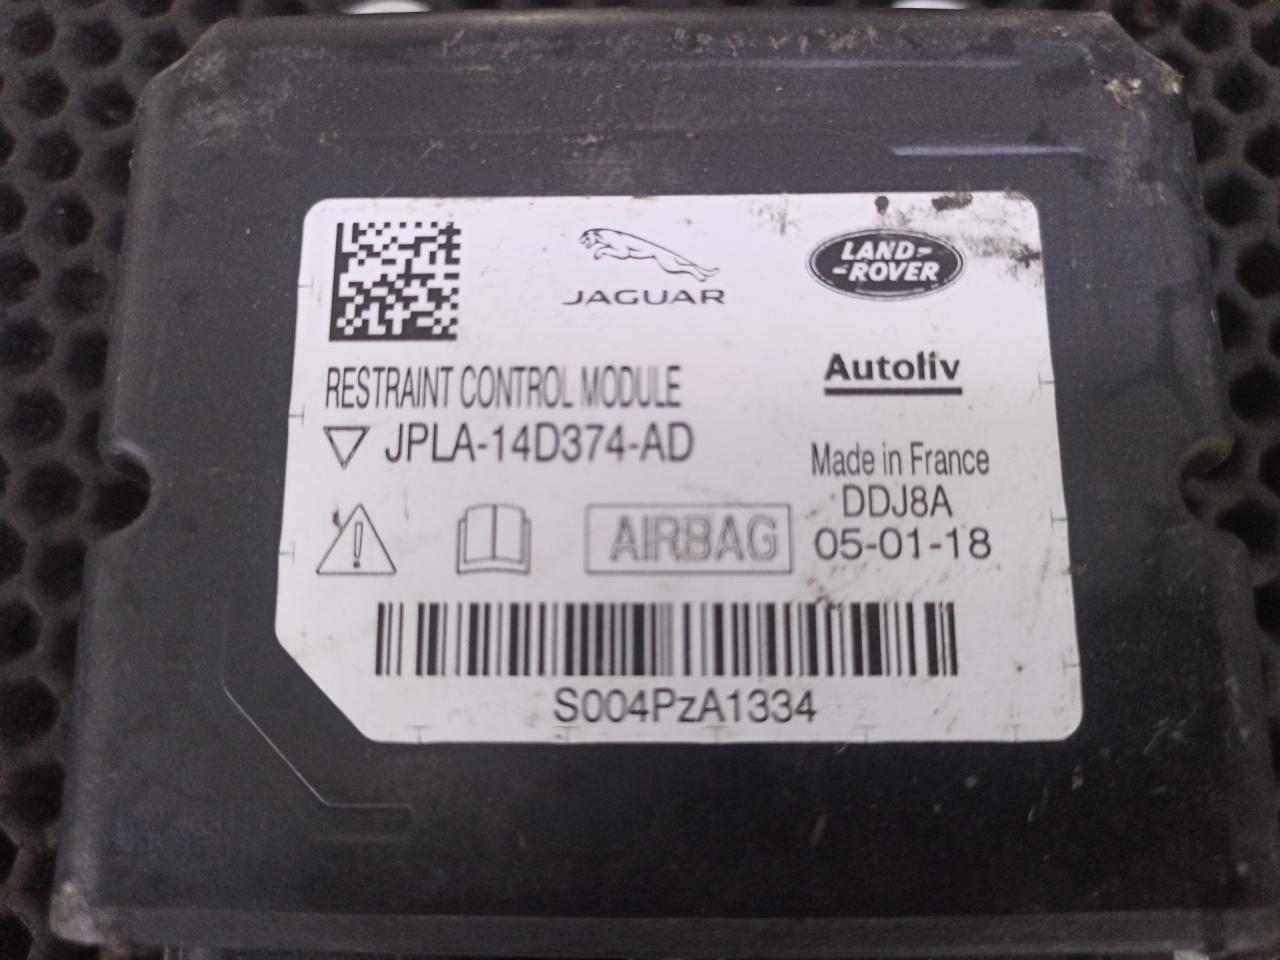 JAGUAR
LAND-
-ROVER
RESTRAINT CONTROL MODULE
Autoliv
JPLA-14D374-AD
Made in France
DDJ8A
AIRBAG
05-01-18
S004PzA1334